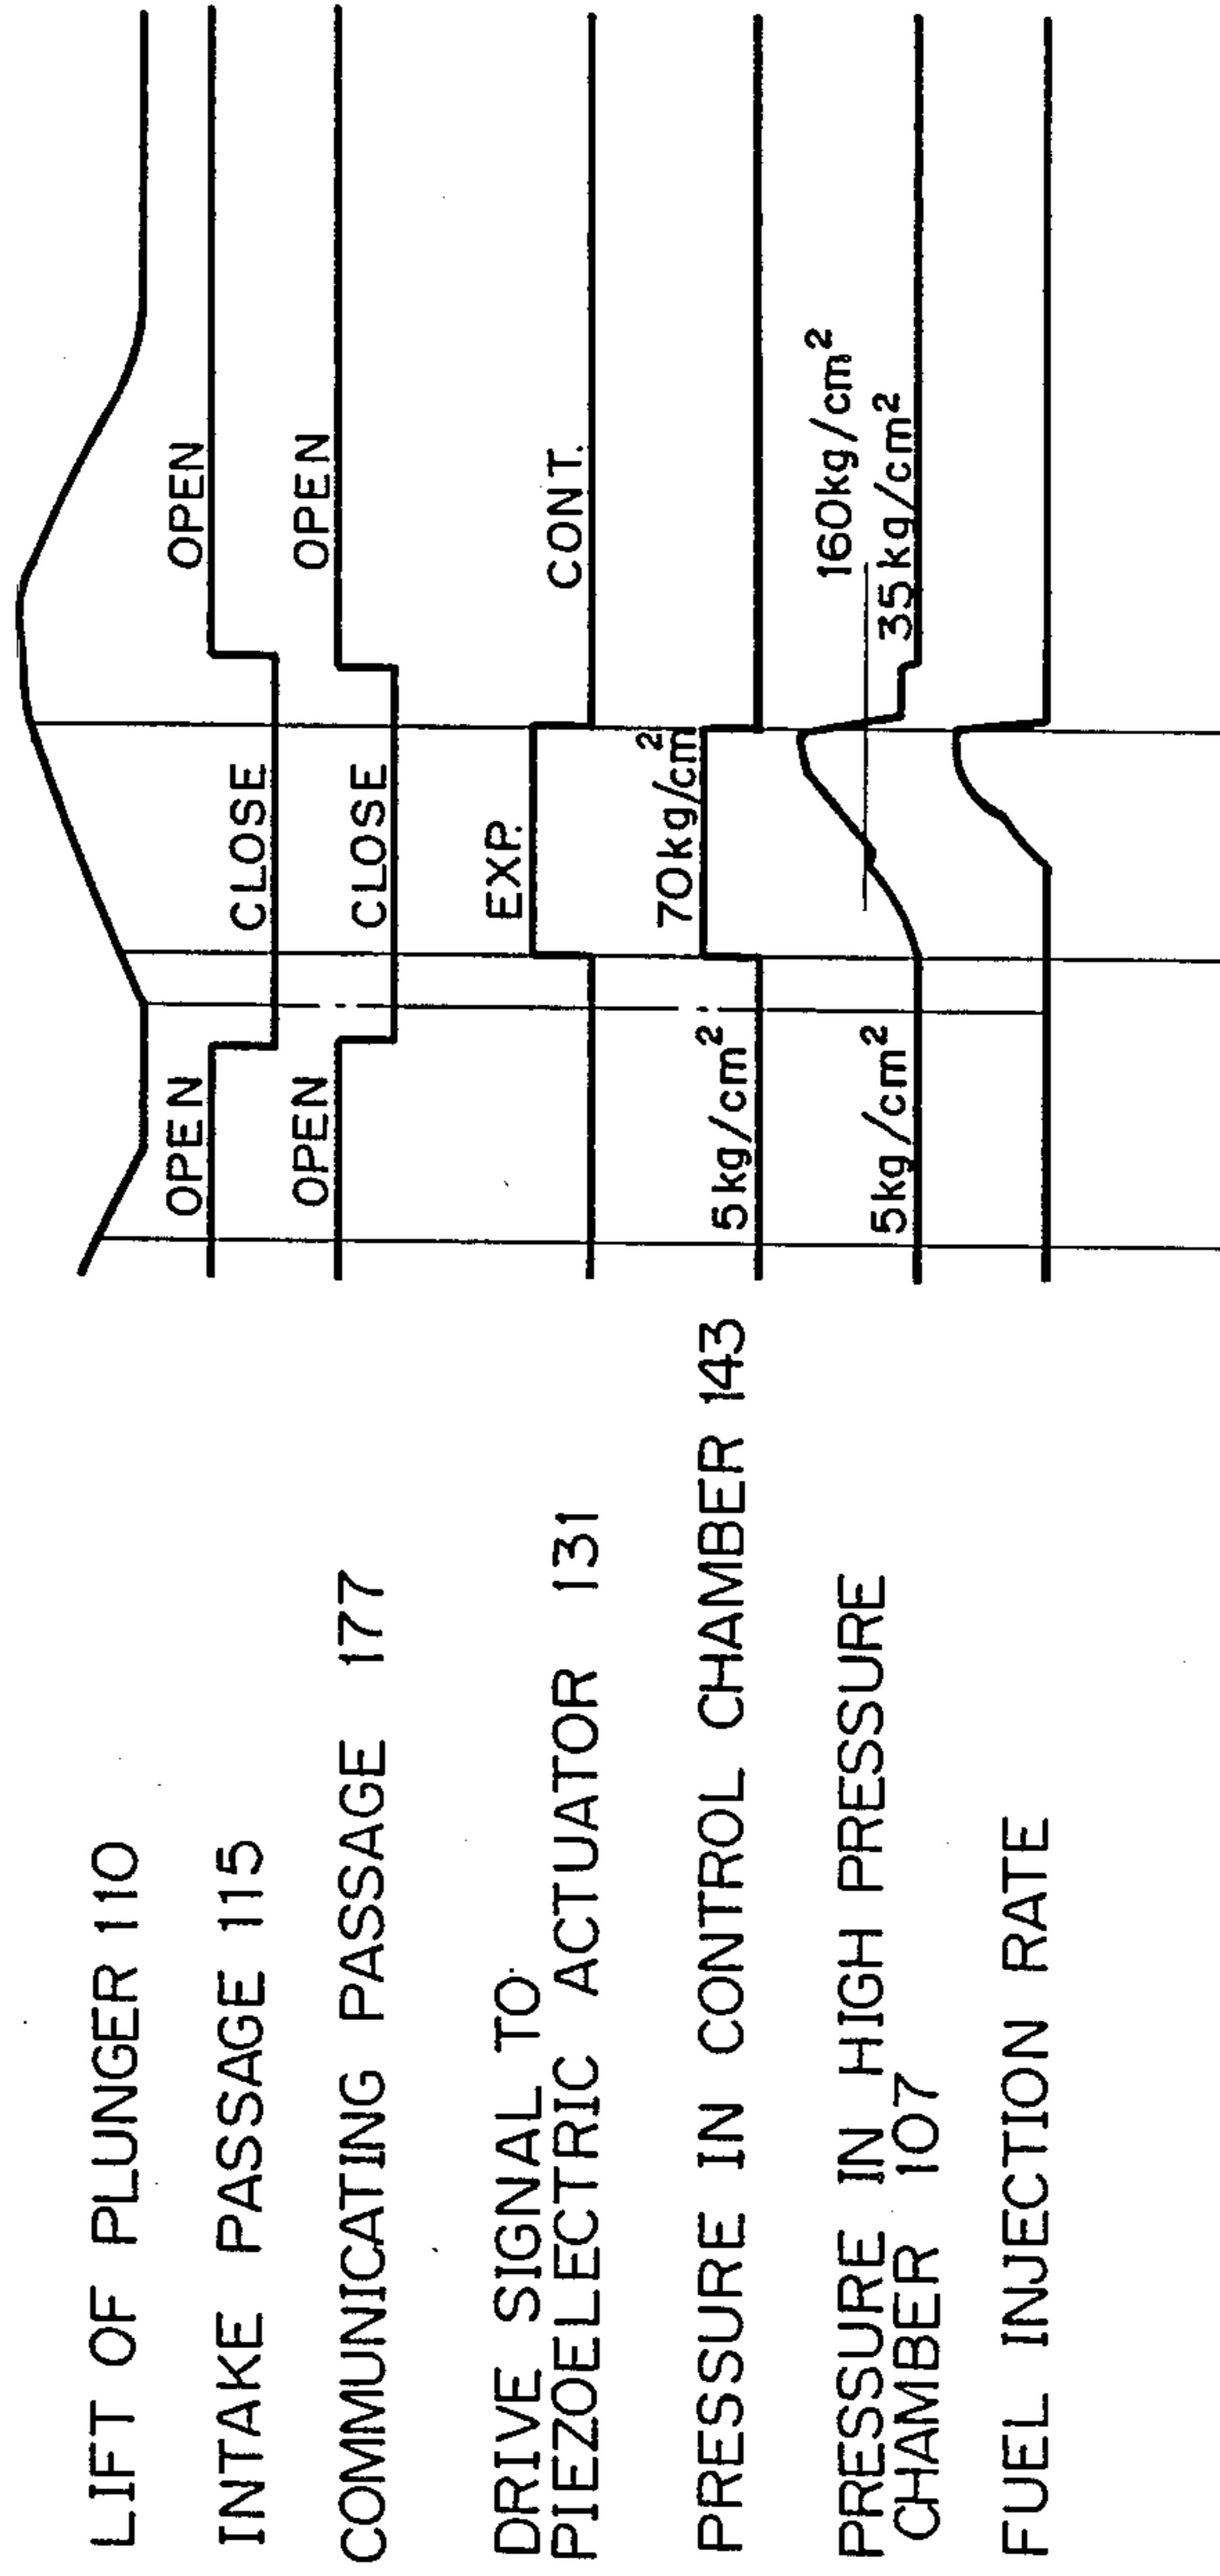 LIFT OF PLUNGER 110
INTAKE PASSAGE 115
OPEN
CLOSE
OPEN
COMMUNICATING PASSAGE 177
OPEN
CLOSE
OPEN
DRIVE SIGNAL TO
PIEZOELECTRIC ACTUATOR 131
EXP.
CONT.
PRESSURE IN CONTROL CHAMBER 143
5kg/cm²
70kg/cm²
PRESSURE IN HIGH PRESSURE
CHAMBER 107
5kg/cm²
160kg/cm²
35kg/cm²
FUEL INJECTION RATE